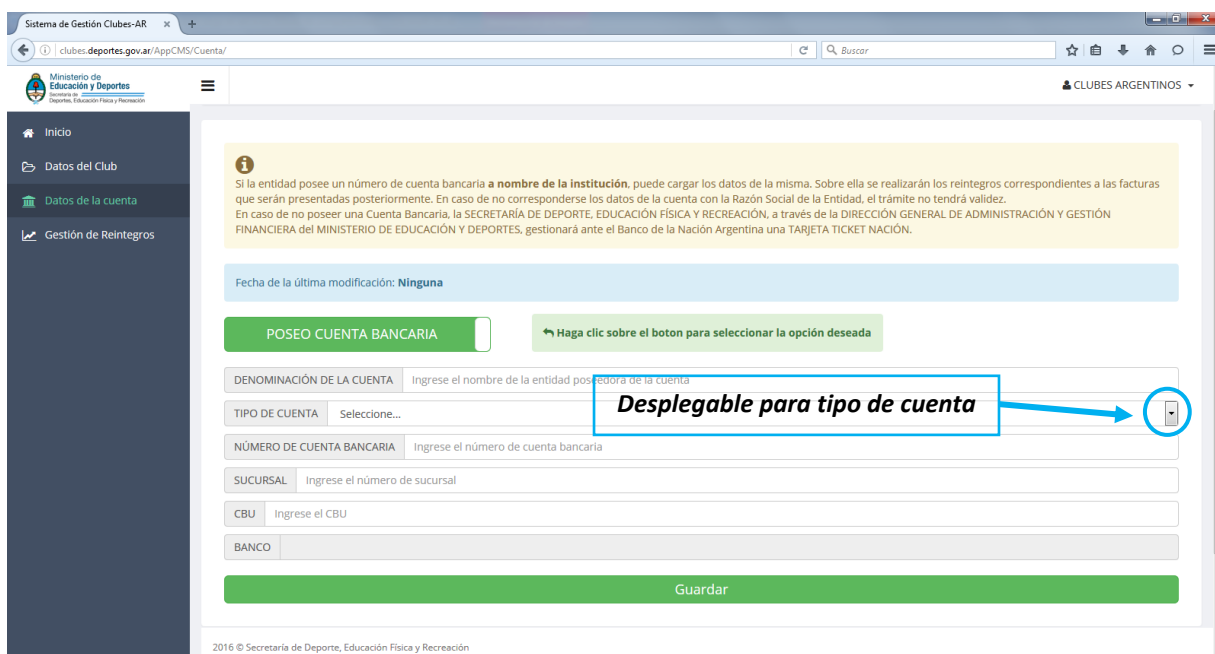 Sistema de Gestión Clubes-AR
clubes.deportes.gov.ar/AppCMS/Cuenta/
Buscar
Ministerio de
Educación y Deportes
Secretaría de
Deportes, Educación Física y Recreación
CLUBES ARGENTINOS
Inicio
Datos del Club
Datos de la cuenta
Gestión de Reintegros
Si la entidad posee un número de cuenta bancaria a nombre de la institución, puede cargar los datos de la misma. Sobre ella se realizarán los reintegros correspondientes a las facturas
que serán presentadas posteriormente. En caso de no corresponderse los datos de la cuenta con la Razón Social de la Entidad, el trámite no tendrá validez.
En caso de no poseer una Cuenta Bancaria, la SECRETARÍA DE DEPORTE, EDUCACIÓN FÍSICA Y RECREACIÓN, a través de la DIRECCIÓN GENERAL DE ADMINISTRACIÓN Y GESTIÓN
FINANCIERA del MINISTERIO DE EDUCACIÓN Y DEPORTES, gestionará ante el Banco de la Nación Argentina una TARJETA TICKET NACIÓN.
Fecha de la última modificación: Ninguna
POSEO CUENTA BANCARIA
Haga clic sobre el boton para seleccionar la opción deseada
DENOMINACIÓN DE LA CUENTA Ingrese el nombre de la entidad poseedora de la cuenta
TIPO DE CUENTA Seleccione...
Desplegable para tipo de cuenta
NÚMERO DE CUENTA BANCARIA Ingrese el número de cuenta bancaria
SUCURSAL Ingrese el número de sucursal
CBU Ingrese el CBU
BANCO
Guardar
2016 © Secretaría de Deporte, Educación Física y Recreación